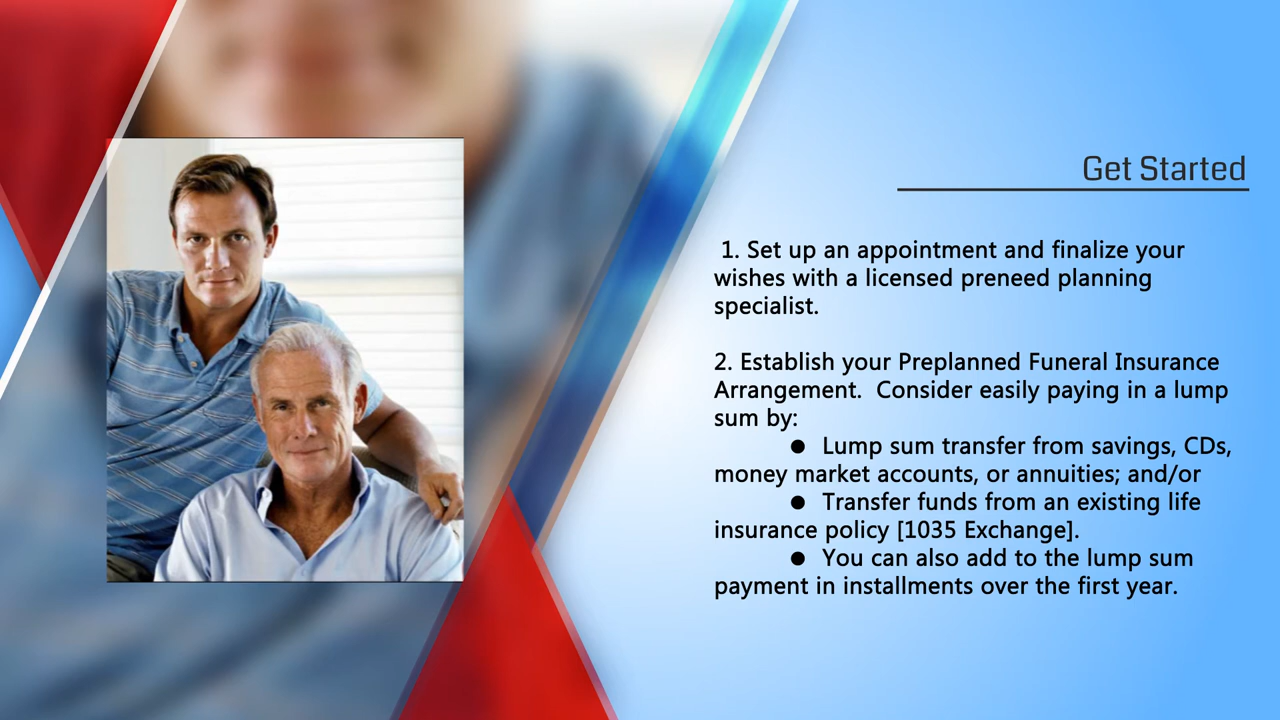 Get Started
1. Set up an appointment and finalize your
wishes with a licensed preneed planning
specialist.
2. Establish your Preplanned Funeral Insurance
Arrangement.  Consider easily paying in a lump
sum by:
● Lump sum transfer from savings, CDs,
money market accounts, or annuities; and/or
● Transfer funds from an existing life
insurance policy [1035 Exchange].
● You can also add to the lump sum
payment in installments over the first year.